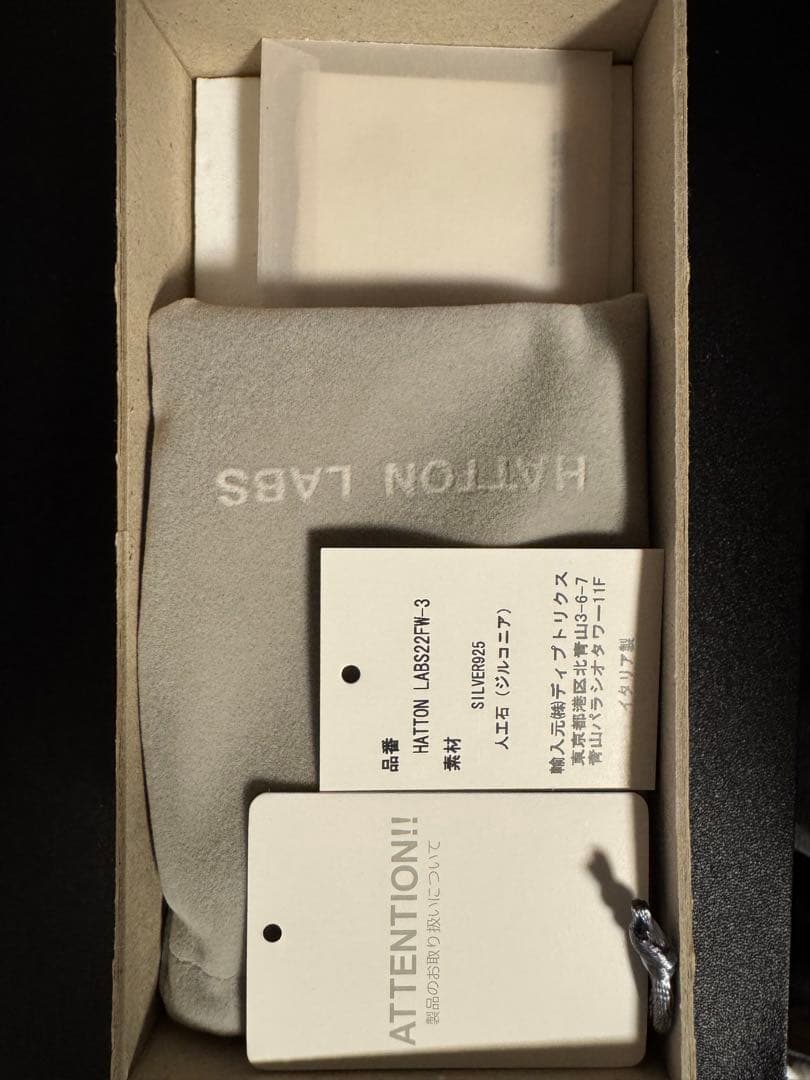 HATTON LABS
品番
HATTON LABS22FW-3
素材
SILVER925
人工石（ジルコニア）
輸入元㈱ディプトリクス
東京都港区北青山3-6-7
青山パラシオタワー11F
イタリア製
ATTENTION!!
製品のお取り扱いについて